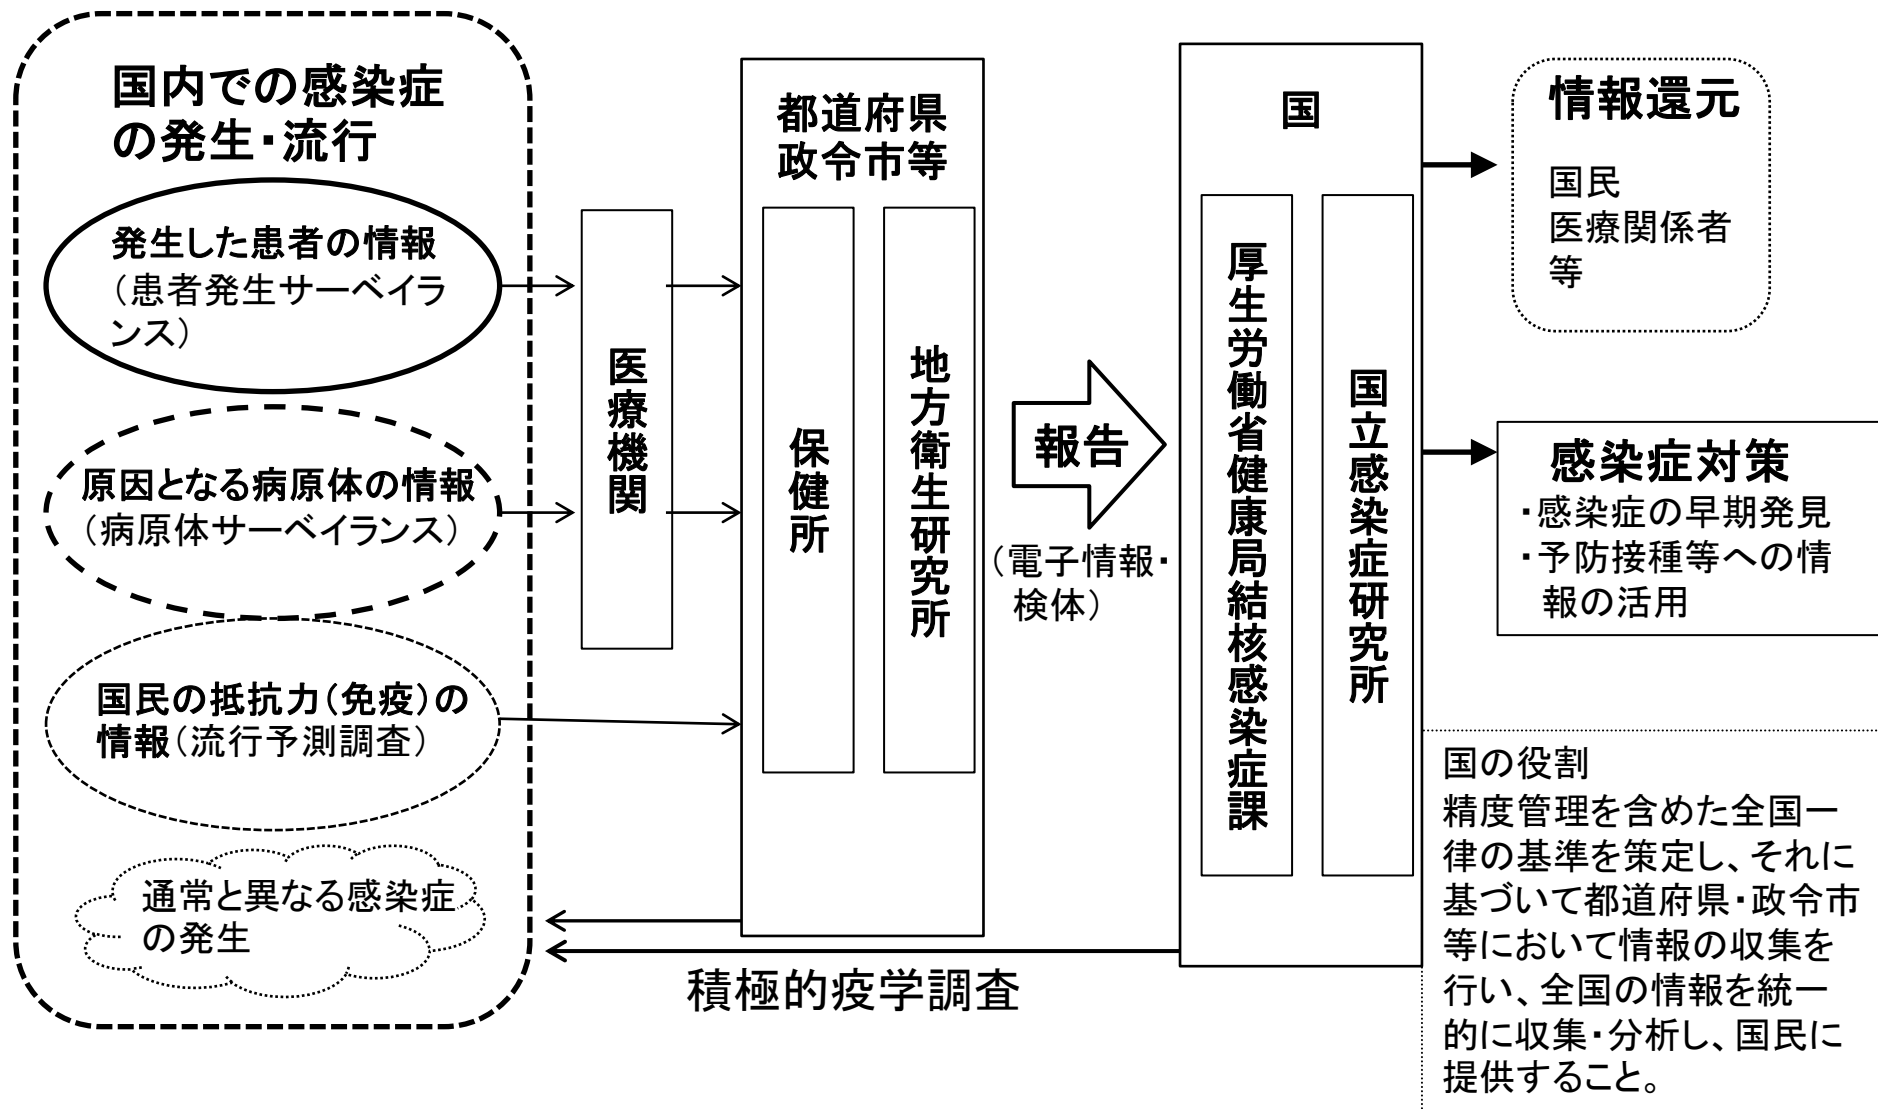 国内での感染症
の発生・流行
発生した患者の情報
（患者発生サーベイラ
ンス）
原因となる病原体の情報
（病原体サーベイランス）
国民の抵抗力（免疫）の
情報（流行予測調査）
通常と異なる感染症
の発生
医療機関
都道府県
政令市等
保健所
地方衛生研究所
報告
（電子情報・
検体）
積極的疫学調査
国
厚生労働省健康局結核感染症課
国立感染症研究所
情報還元
国民
医療関係者
等
感染症対策
・感染症の早期発見
・予防接種等への情
報の活用
国の役割
精度管理を含めた全国一
律の基準を策定し、それに
基づいて都道府県・政令市
等において情報の収集を
行い、全国の情報を統一
的に収集・分析し、国民に
提供すること。